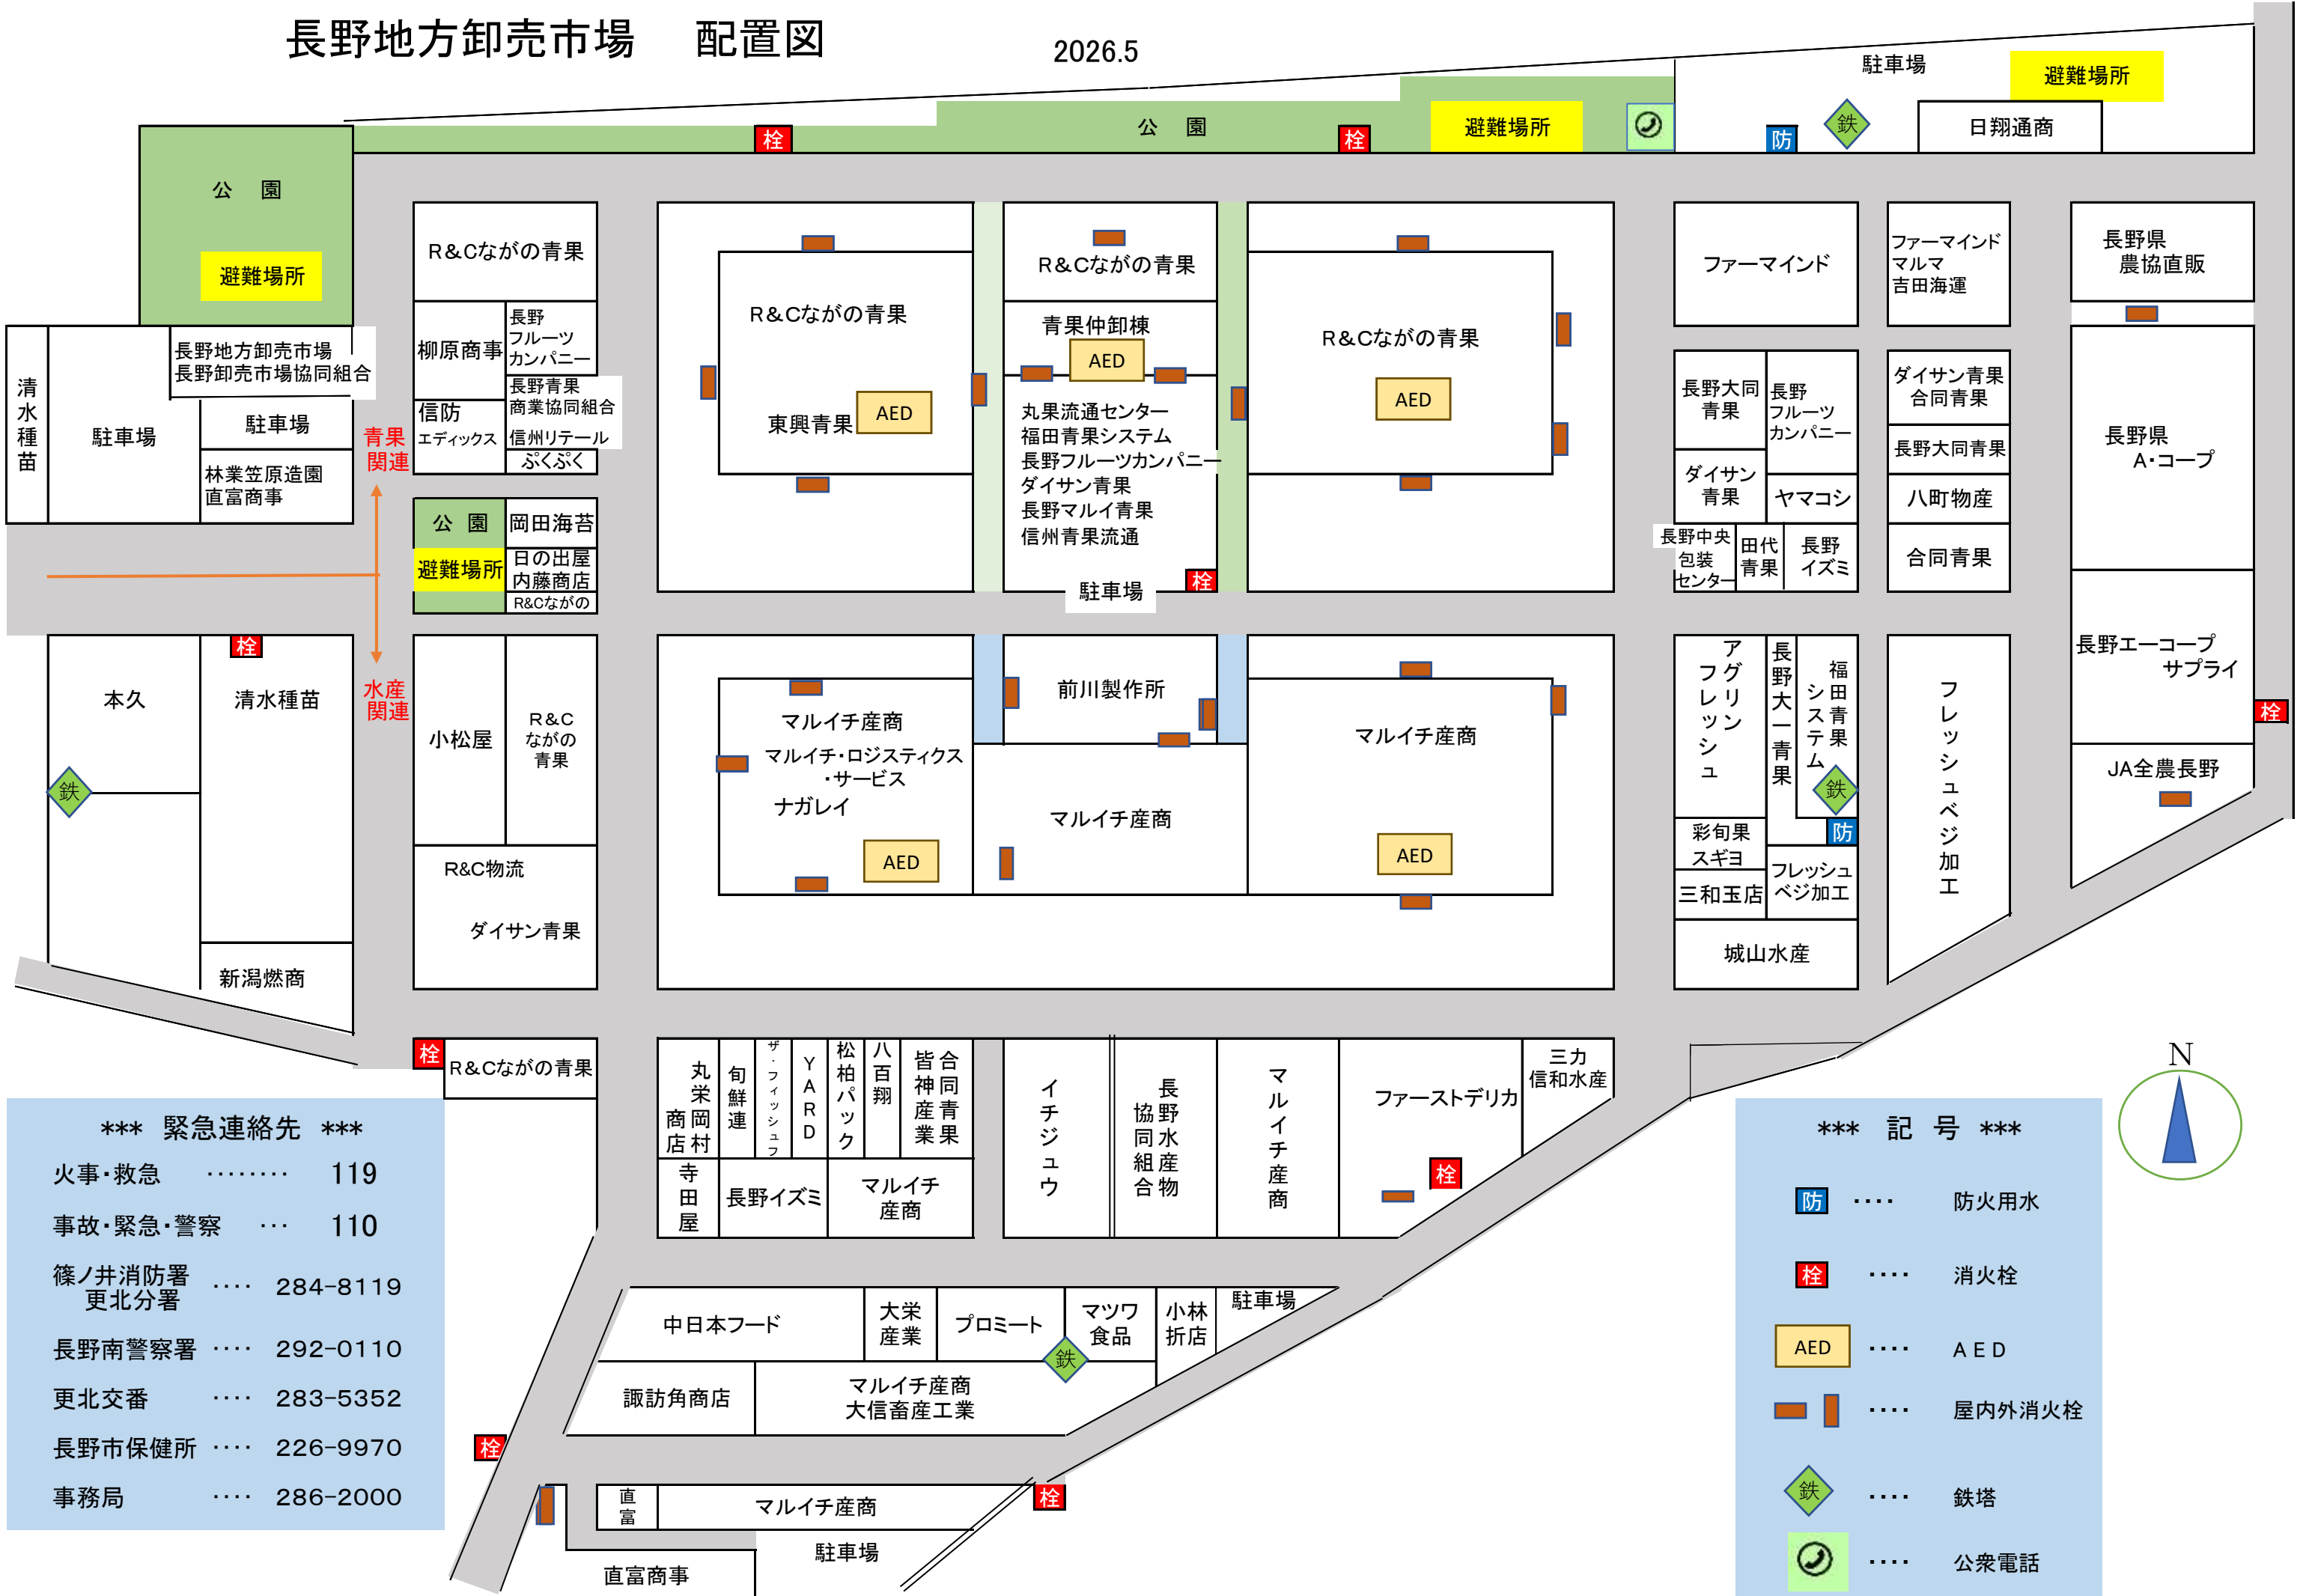 長野地方卸売市場　配置図
2026.5
駐車場
避難場所
栓
公　園
栓
避難場所
防
鉄
日翔通商
公　園
避難場所
R&Cながの青果
柳原商事
長野
フルーツ
カンパニー
長野青果
商業協同組合
信防
エディックス
信州リテール
ぷくぷく
清水種苗
駐車場
長野地方卸売市場
長野卸売市場協同組合
駐車場
林業笠原造園
直富商事
青果
関連
水産
関連
公　園
避難場所
岡田海苔
日の出屋
内藤商店
R&Cながの
R&Cながの青果
東興青果
AED
R&Cながの青果
青果仲卸棟
AED
丸果流通センター
福田青果システム
長野フルーツカンパニー
ダイサン青果
長野マルイ青果
信州青果流通
栓
駐車場
R&Cながの青果
AED
ファーマインド
ファーマインド
マルマ
吉田海運
長野県
農協直販
長野大同
青果
長野
フルーツ
カンパニー
ダイサン
青果
ヤマコシ
長野中央
包装
センター
田代
青果
長野
イズミ
ダイサン青果
合同青果
長野大同青果
八町物産
合同青果
長野県
A・コープ
長野エーコープ
サプライ
栓
JA全農長野
本久
鉄
栓
清水種苗
新潟燃商
小松屋
R&C
ながの
青果
R&C物流
ダイサン青果
マルイチ産商
マルイチ・ロジスティクス
・サービス
ナガレイ
AED
前川製作所
マルイチ産商
マルイチ産商
AED
アグリン
フレッシュ
長野大一青果
福田青果
システム
鉄
防
彩旬果
スギヨ
三和玉店
フレッシュ
ベジ加工
城山水産
フレッシュベジ加工
栓
R&Cながの青果
丸栄岡村
商店
旬鮮連
ザ・フィッシュフ
YARD
松柏パック
八百翔
合同青果
皆神産業
寺田屋
長野イズミ
マルイチ
産商
イチジュウ
長野水産物
協同組合
マルイチ産商
ファーストデリカ
栓
三力
信和水産
中日本フード
大栄
産業
プロミート
マツワ
食品
小林
折店
駐車場
鉄
諏訪角商店
マルイチ産商
大信畜産工業
栓
直富
マルイチ産商
栓
駐車場
直富商事
*** 緊急連絡先 ***
火事・救急 ‥‥‥‥ 119
事故・緊急・警察 ‥・ 110
篠ノ井消防署
更北分署 ‥‥ 284-8119
長野南警察署 ‥‥ 292-0110
更北交番 ‥‥ 283-5352
長野市保健所 ‥‥ 226-9970
事務局 ‥‥ 286-2000
N
*** 記 号 ***
防 ‥‥ 防火用水
栓 ‥‥ 消火栓
AED ‥‥ AED
‥‥ 屋内外消火栓
鉄 ‥‥ 鉄塔
‥‥ 公衆電話